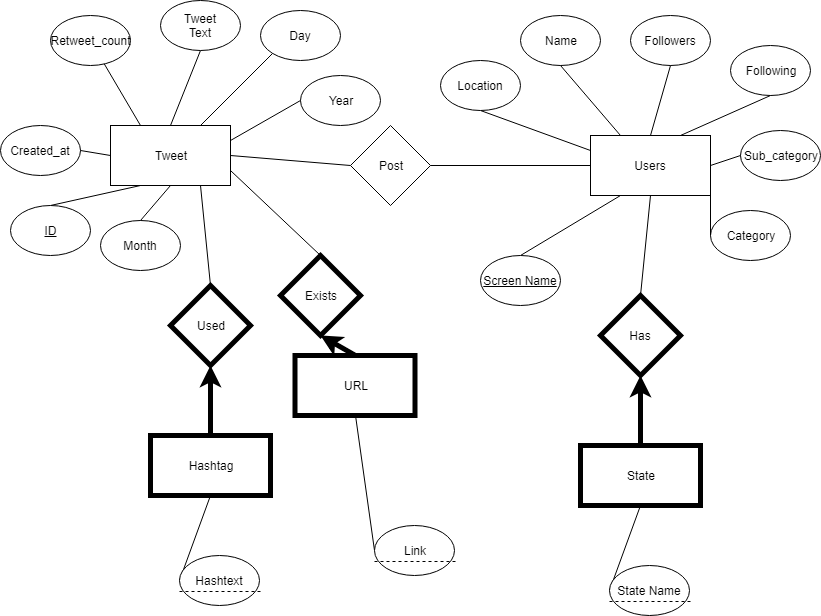 Tweet
Text
Retweet_count
Day
Name
Followers
Following
Location
Year
Created_at
Tweet
Post
Users
Sub_category
ID
Month
Category
Screen Name
Used
Exists
Has
URL
Hashtag
State
Link
Hashtext
State Name